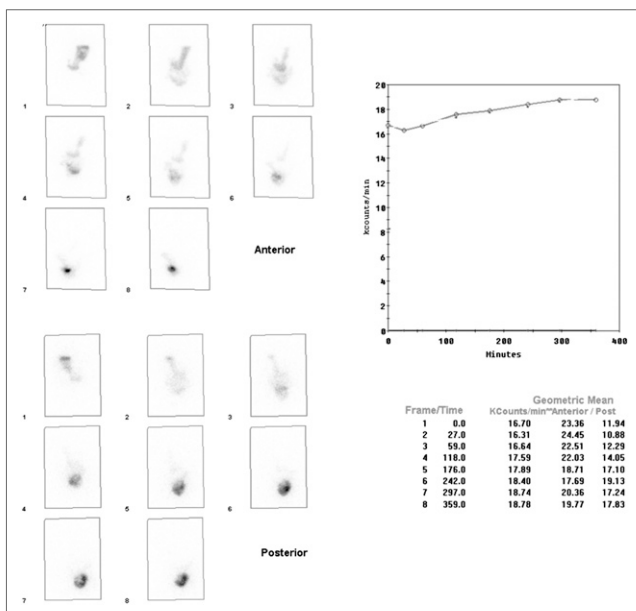 1 2 3
4 5 6
7 8
Anterior
1 2 3
4 5 6
7 8
Posterior
20
18
16
14
12
10
8
6
4
2
0
kcounts/min
0 100 200 300 400
Minutes
Geometric Mean
Frame/Time KCounts/min**Anterior / Post
1 0.0 16.70 23.36 11.94
2 27.0 16.31 24.45 10.88
3 59.0 16.64 22.51 12.29
4 118.0 17.59 22.03 14.05
5 176.0 17.89 18.71 17.10
6 242.0 18.40 17.69 19.13
7 297.0 18.74 20.36 17.24
8 359.0 18.78 19.77 17.83